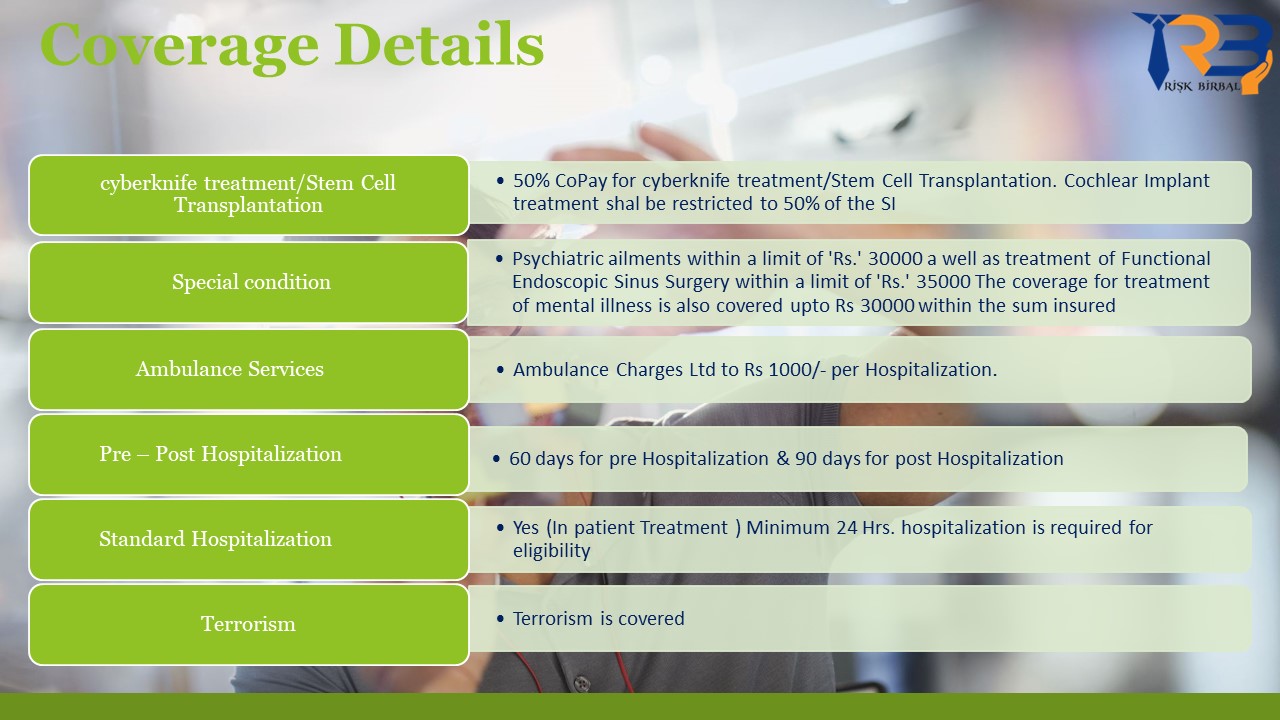 Coverage Details
RISK BIRBAL
cyberknife treatment/Stem Cell
Transplantation
• 50% CoPay for cyberknife treatment/Stem Cell Transplantation. Cochlear Implant
treatment shal be restricted to 50% of the SI
Special condition
• Psychiatric ailments within a limit of 'Rs.' 30000 a well as treatment of Functional
Endoscopic Sinus Surgery within a limit of 'Rs.' 35000 The coverage for treatment
of mental illness is also covered upto Rs 30000 within the sum insured
Ambulance Services
• Ambulance Charges Ltd to Rs 1000/- per Hospitalization.
Pre – Post Hospitalization
• 60 days for pre Hospitalization & 90 days for post Hospitalization
Standard Hospitalization
• Yes (In patient Treatment ) Minimum 24 Hrs. hospitalization is required for
eligibility
Terrorism
• Terrorism is covered